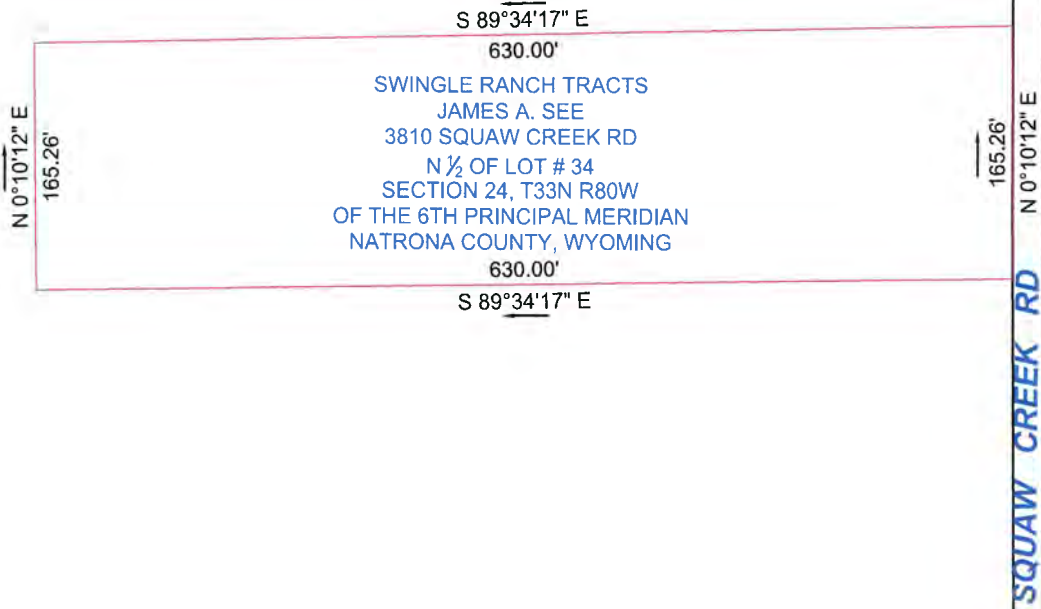 S 89°34'17" E
630.00'
N 0°10'12" E
165.26'
SWINGLE RANCH TRACTS
JAMES A. SEE
3810 SQUAW CREEK RD
N ½ OF LOT # 34
SECTION 24, T33N R80W
OF THE 6TH PRINCIPAL MERIDIAN
NATRONA COUNTY, WYOMING
165.26'
N 0°10'12" E
630.00'
S 89°34'17" E
SQUAW CREEK RD